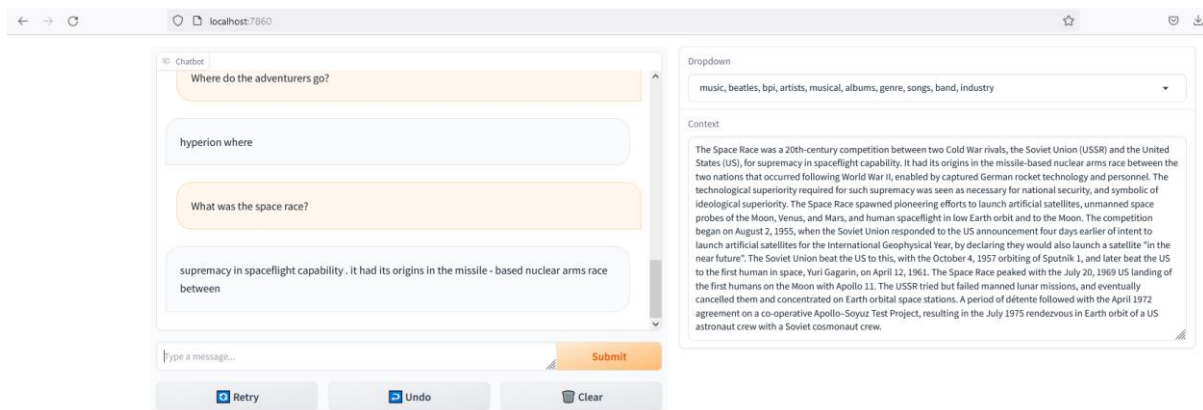 localhost:7860
Chatbot
Where do the adventurers go?
hyperion where
What was the space race?
supremacy in spaceflight capability . it had its origins in the missile - based nuclear arms race
between
Type a message...
Submit
Retry
Undo
Clear
Dropdown
music, beatles, bpi, artists, musical, albums, genre, songs, band, industry
Context
The Space Race was a 20th-century competition between two Cold War rivals, the Soviet Union (USSR) and the United
States (US), for supremacy in spaceflight capability. It had its origins in the missile-based nuclear arms race between the
two nations that occurred following World War II, enabled by captured German rocket technology and personnel. The
technological superiority required for such supremacy was seen as necessary for national security, and symbolic of
ideological superiority. The Space Race spawned pioneering efforts to launch artificial satellites, unmanned space
probes of the Moon, Venus, and Mars, and human spaceflight in low Earth orbit and to the Moon. The competition
began on August 2, 1955, when the Soviet Union responded to the US announcement four days earlier of intent to
launch artificial satellites for the International Geophysical Year, by declaring they would also launch a satellite "in the
near future". The Soviet Union beat the US to this, with the October 4, 1957 orbiting of Sputnik 1, and later beat the US
to the first human in space, Yuri Gagarin, on April 12, 1961. The Space Race peaked with the July 20, 1969 US landing of
the first humans on the Moon with Apollo 11. The USSR tried but failed manned lunar missions, and eventually
cancelled them and concentrated on Earth orbital space stations. A period of détente followed with the April 1972
agreement on a co-operative Apollo–Soyuz Test Project, resulting in the July 1975 rendezvous in Earth orbit of a US
astronaut crew with a Soviet cosmonaut crew.